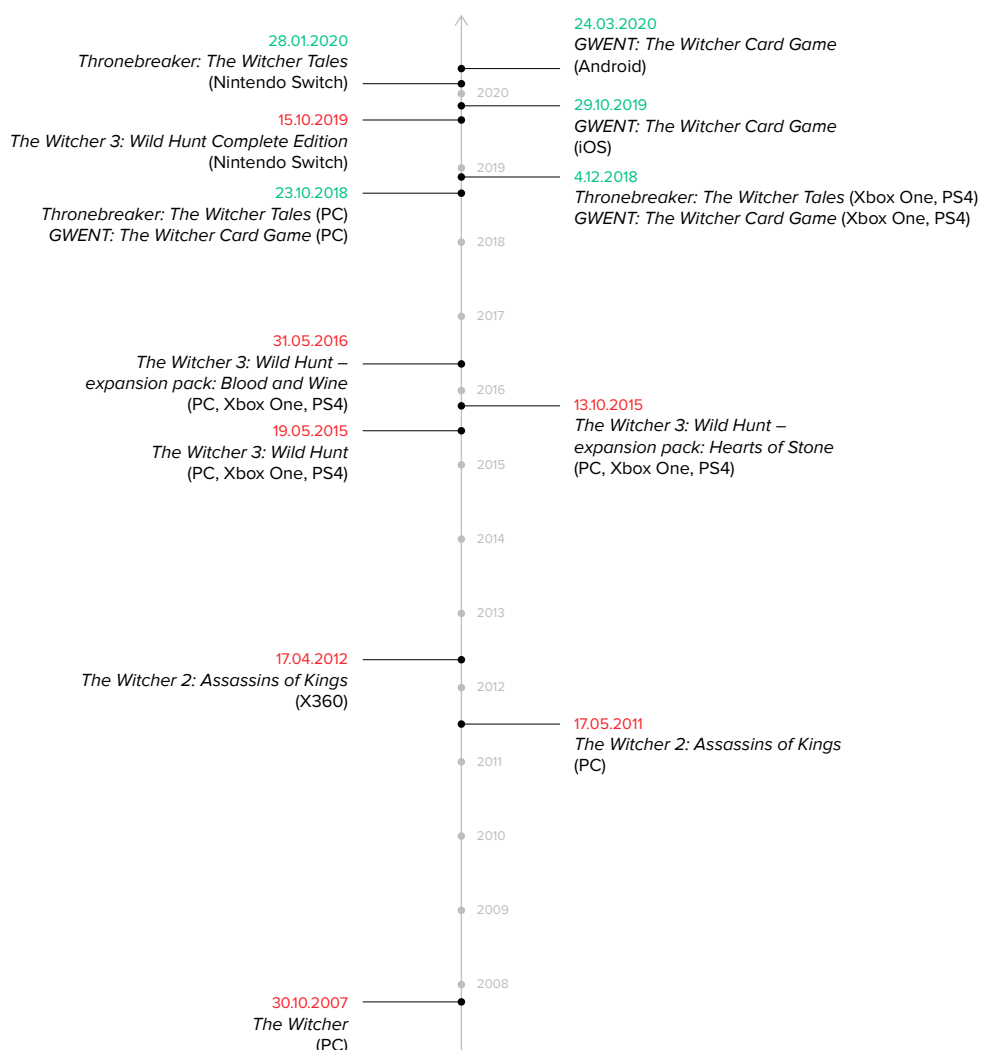 24.03.2020
GWENT: The Witcher Card Game
(Android)
28.01.2020
Thronebreaker: The Witcher Tales
(Nintendo Switch)
2020
29.10.2019
GWENT: The Witcher Card Game
(iOS)
15.10.2019
The Witcher 3: Wild Hunt Complete Edition
(Nintendo Switch)
2019
4.12.2018
Thronebreaker: The Witcher Tales (Xbox One, PS4)
GWENT: The Witcher Card Game (Xbox One, PS4)
23.10.2018
Thronebreaker: The Witcher Tales (PC)
GWENT: The Witcher Card Game (PC)
2018
2017
31.05.2016
The Witcher 3: Wild Hunt –
expansion pack: Blood and Wine
(PC, Xbox One, PS4)
2016
13.10.2015
The Witcher 3: Wild Hunt –
expansion pack: Hearts of Stone
(PC, Xbox One, PS4)
19.05.2015
The Witcher 3: Wild Hunt
(PC, Xbox One, PS4)
2015
2014
2013
17.04.2012
The Witcher 2: Assassins of Kings
(X360)
2012
17.05.2011
The Witcher 2: Assassins of Kings
(PC)
2011
2010
2009
2008
30.10.2007
The Witcher
(PC)